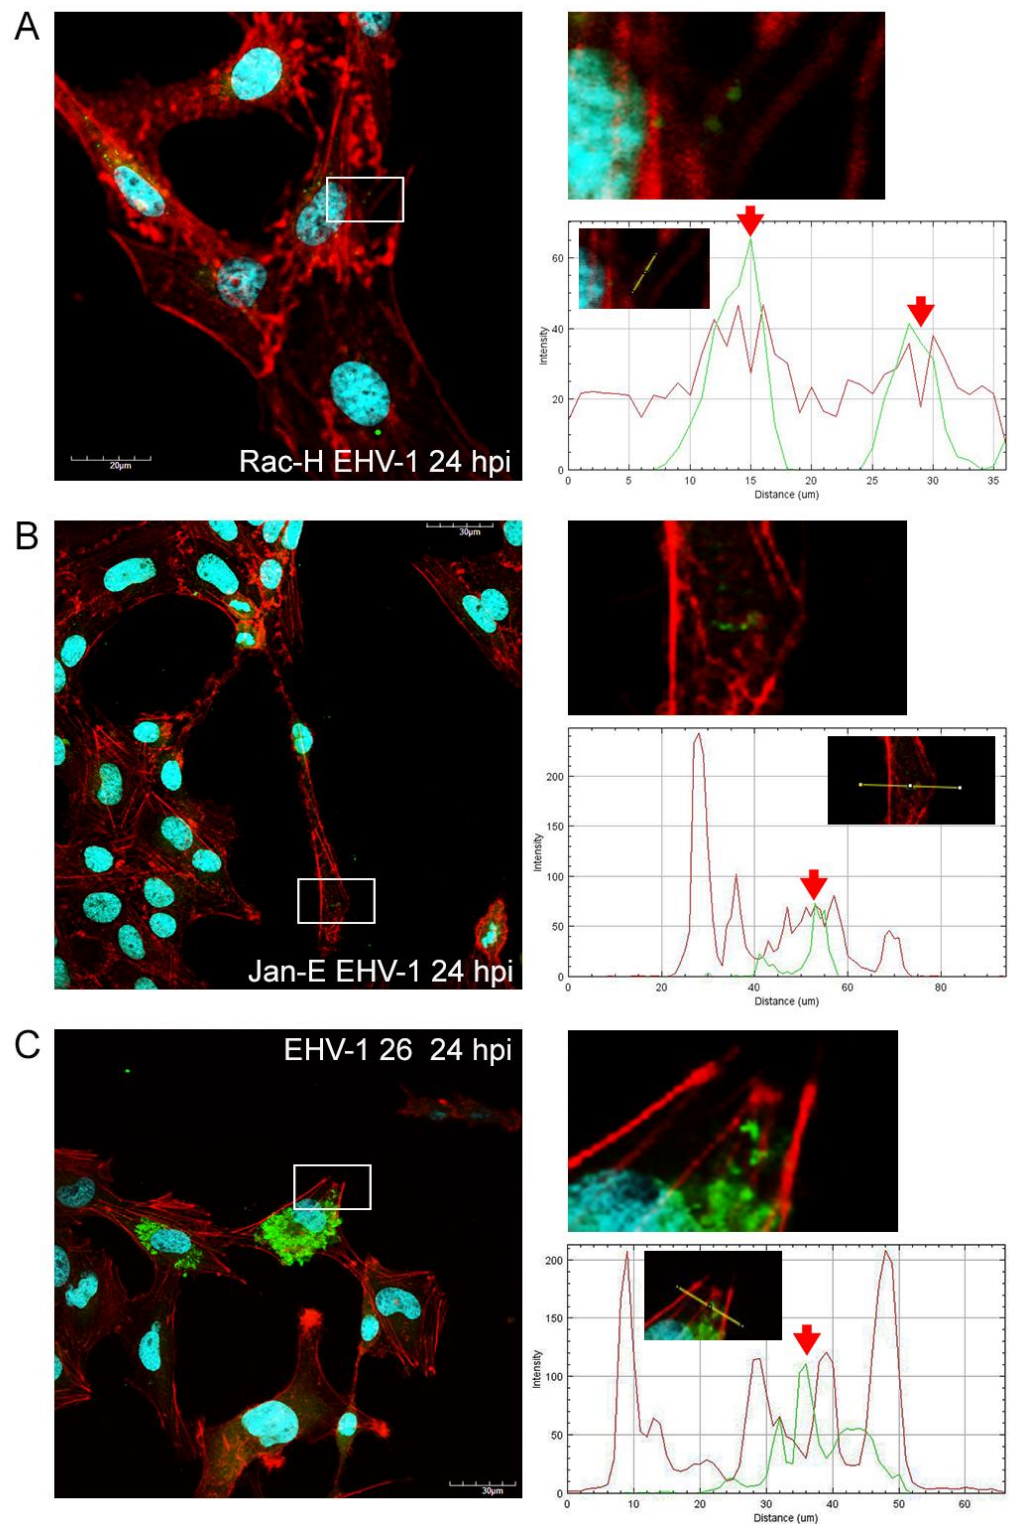 A
20µm
Rac-H EHV-1 24 hpi
60
40
20
0
Intensity
0 5 10 15 20 25 30 35
Distance (um)
B
30µm
Jan-E EHV-1 24 hpi
200
150
100
50
0
Intensity
0 20 40 60 80
Distance (um)
C
EHV-1 26 24 hpi
30µm
200
150
100
50
0
Intensity
0 10 20 30 40 50 60
Distance (um)